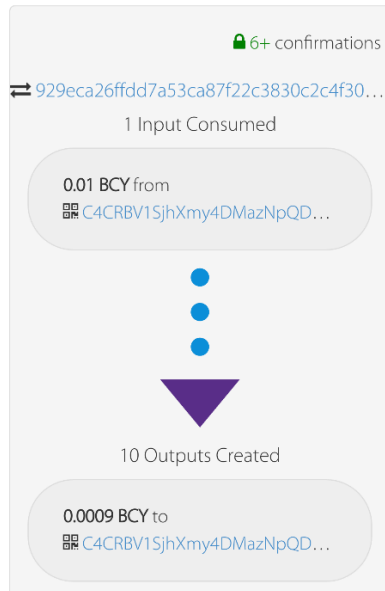 6+ confirmations
929eca26ffdd7a53ca87f22c3830c2c4f30...
1 Input Consumed
0.01 BCY from
C4CRBV1SjhXmy4DMazNpQD...
10 Outputs Created
0.0009 BCY to
C4CRBV1SjhXmy4DMazNpQD...